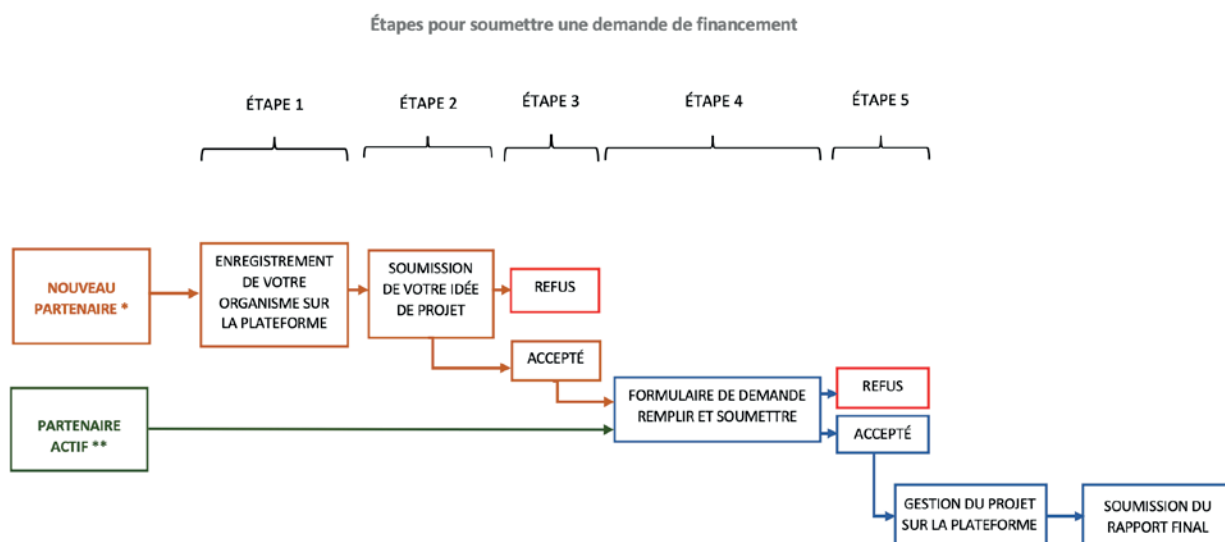 Étapes pour soumettre une demande de financement
ÉTAPE 1
ÉTAPE 2
ÉTAPE 3
ÉTAPE 4
ÉTAPE 5
NOUVEAU
PARTENAIRE *
ENREGISTREMENT
DE VOTRE
ORGANISME SUR
LA PLATEFORME
SOUMISSION
DE VOTRE IDÉE
DE PROJET
REFUS
ACCEPTÉ
PARTENAIRE
ACTIF **
FORMULAIRE DE DEMANDE
REMPLIR ET SOUMETTRE
REFUS
ACCEPTÉ
GESTION DU PROJET
SUR LA PLATEFORME
SOUMISSION DU
RAPPORT FINAL